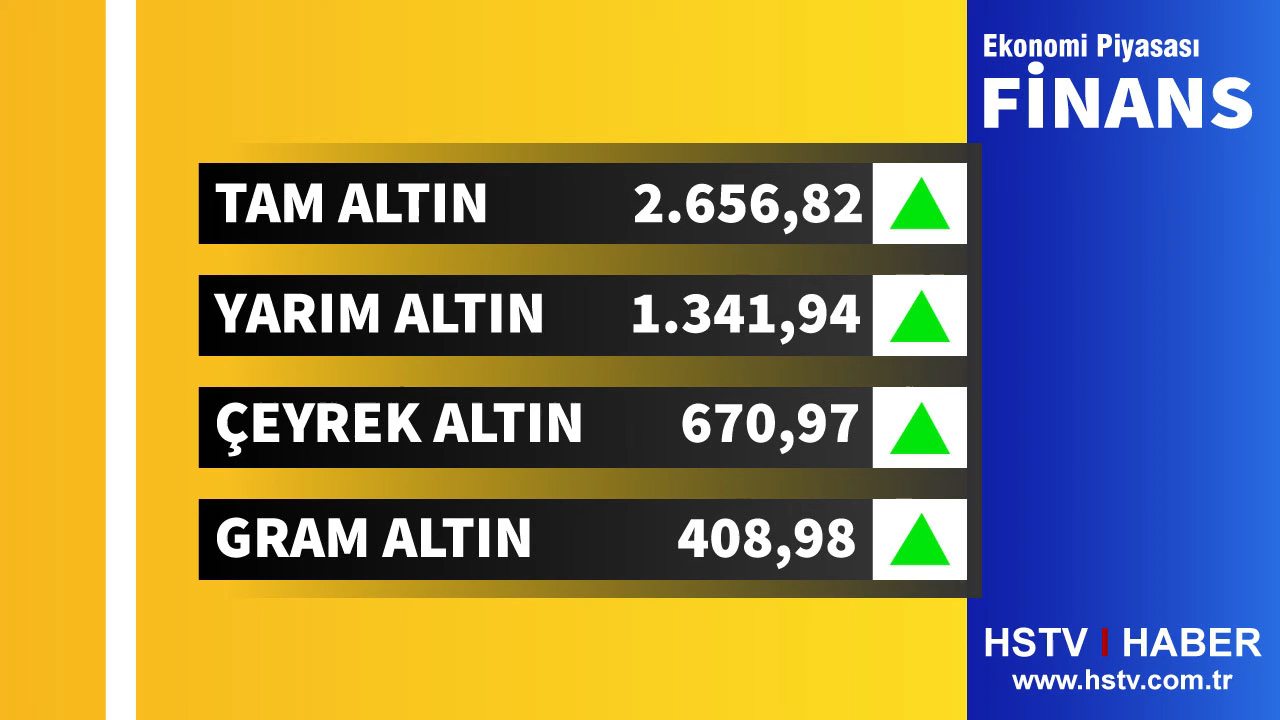 Ekonomi Piyasası
FİNANS
TAM ALTIN 2.656,82
YARIM ALTIN 1.341,94
ÇEYREK ALTIN 670,97
GRAM ALTIN 408,98
HSTV | HABER
www.hstv.com.tr